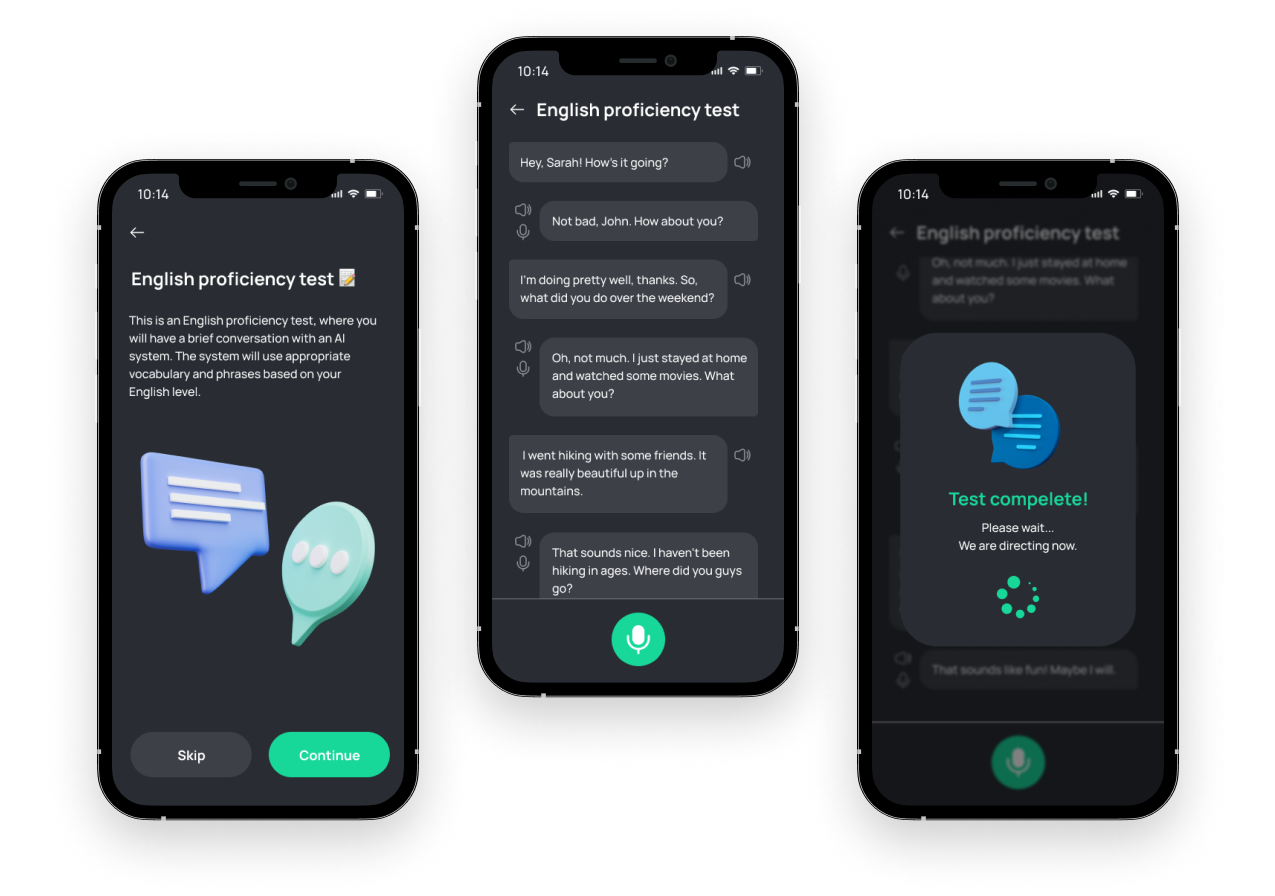 10:14
English proficiency test 📝
This is an English proficiency test, where you
will have a brief conversation with an AI
system. The system will use appropriate
vocabulary and phrases based on your
English level.
Skip
Continue
10:14
English proficiency test
Hey, Sarah! How's it going?
Not bad, John. How about you?
I'm doing pretty well, thanks. So,
what did you do over the weekend?
Oh, not much. I just stayed at home
and watched some movies. What
about you?
I went hiking with some friends. It
was really beautiful up in the
mountains.
That sounds nice. I haven't been
hiking in ages. Where did you guys
go?
10:14
English proficiency test
Oh, not much. I just stayed at home
and watched some movies. What
about you?
Test compelete!
Please wait...
We are directing now.
That sounds like fun! Maybe I will.